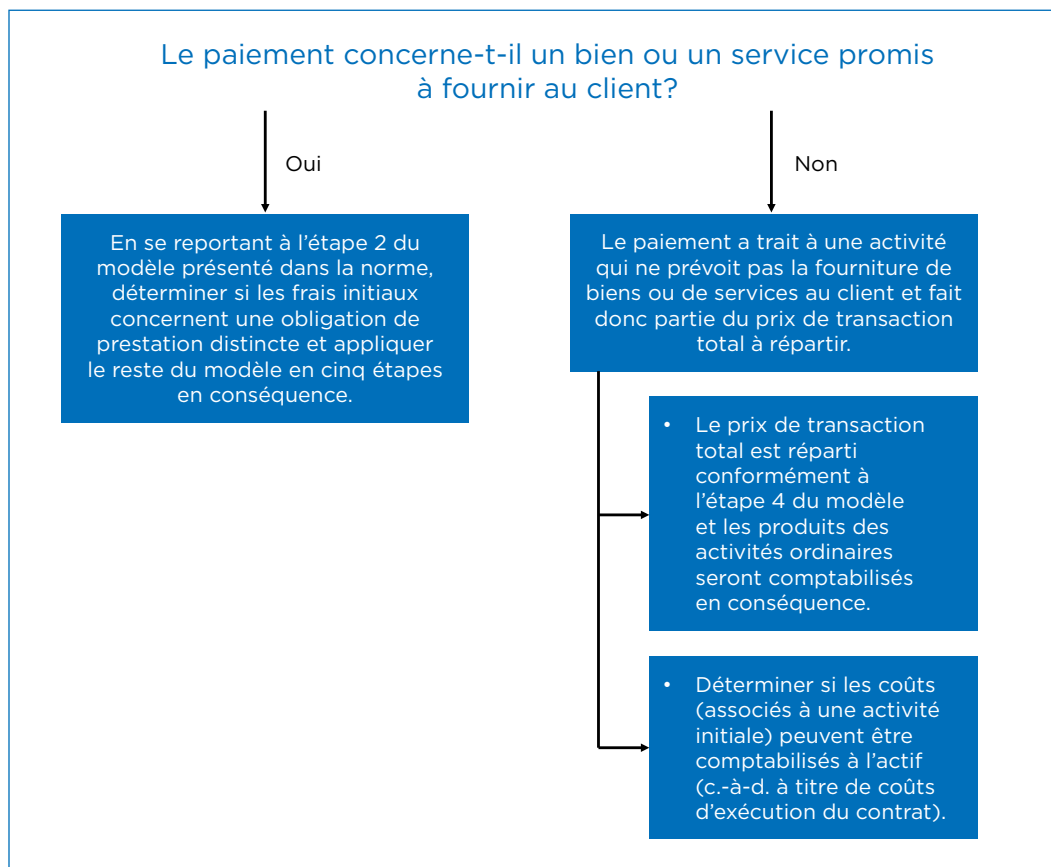 Le paiement concerne-t-il un bien ou un service promis
à fournir au client?
Oui
Non
En se reportant à l'étape 2 du
modèle présenté dans la norme,
déterminer si les frais initiaux
concernent une obligation de
prestation distincte et appliquer
le reste du modèle en cinq étapes
en conséquence.
Le paiement a trait à une activité
qui ne prévoit pas la fourniture de
biens ou de services au client et fait
donc partie du prix de transaction
total à répartir.
• Le prix de transaction
total est réparti
conformément à
l'étape 4 du modèle
et les produits des
activités ordinaires
seront comptabilisés
en conséquence.
• Déterminer si les coûts
(associés à une activité
initiale) peuvent être
comptabilisés à l'actif
(c.-à-d. à titre de coûts
d'exécution du contrat).